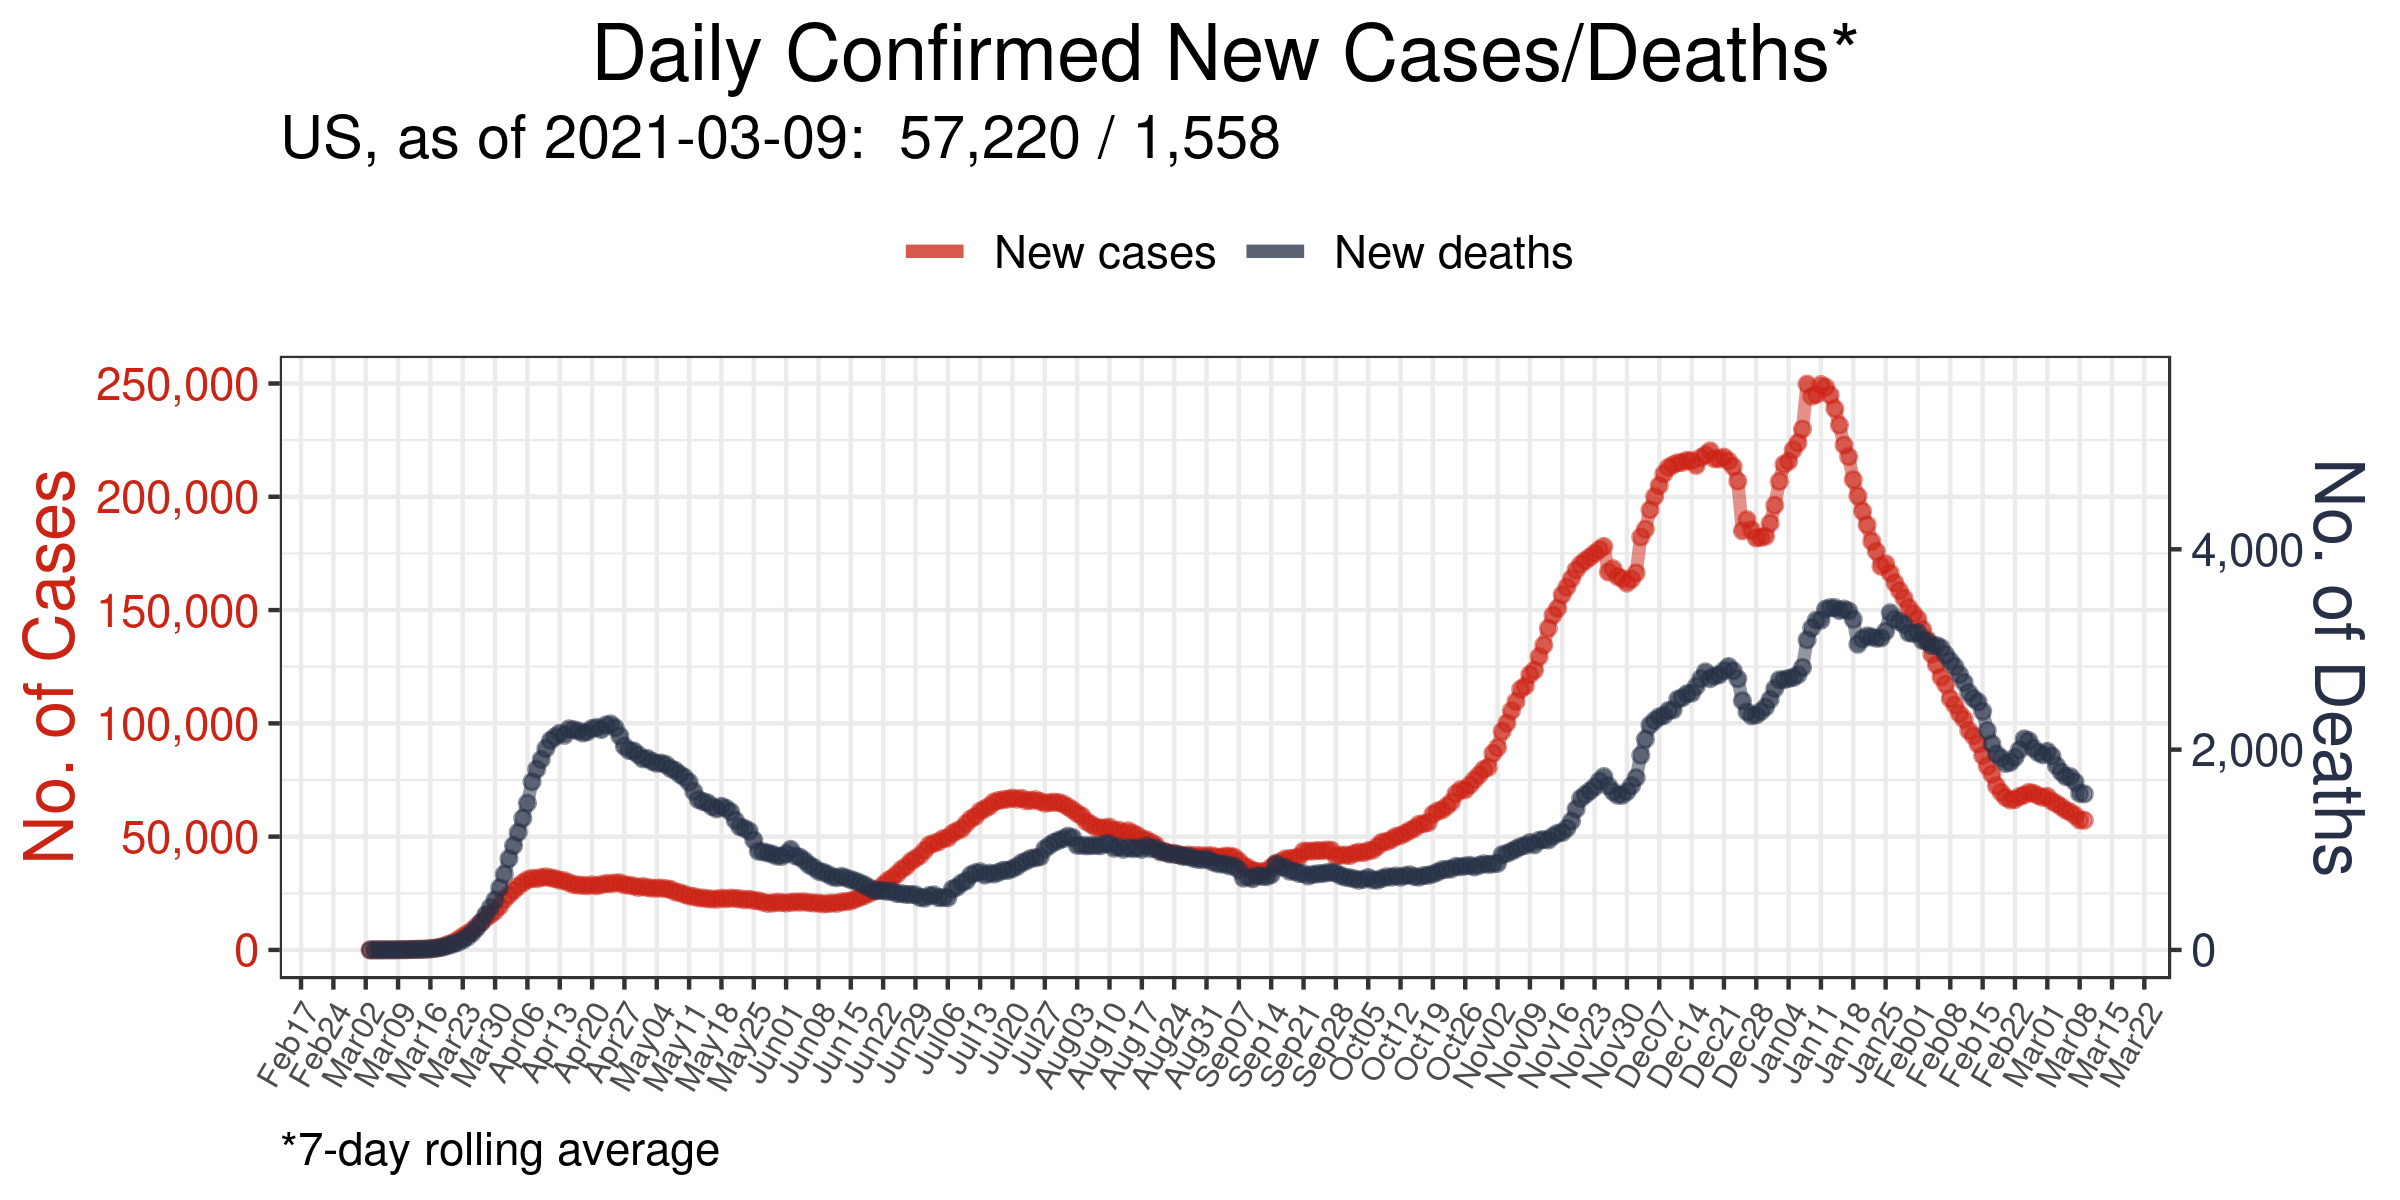 Daily Confirmed New Cases/Deaths*
US, as of 2021-03-09:  57,220 / 1,558
New cases
New deaths
No. of Cases
250,000
200,000
150,000
100,000
50,000
0
4,000
2,000
0
No. of Deaths
Feb17
Feb24
Mar02
Mar09
Mar16
Mar23
Mar30
Apr06
Apr13
Apr20
Apr27
May04
May11
May18
May25
Jun01
Jun08
Jun15
Jun22
Jun29
Jul06
Jul13
Jul20
Jul27
Aug03
Aug10
Aug17
Aug24
Aug31
Sep07
Sep14
Sep21
Sep28
Oct05
Oct12
Oct19
Oct26
Nov02
Nov09
Nov16
Nov23
Nov30
Dec07
Dec14
Dec21
Dec28
Jan04
Jan11
Jan18
Jan25
Feb01
Feb08
Feb15
Feb22
Mar01
Mar08
Mar15
Mar22
*7-day rolling average